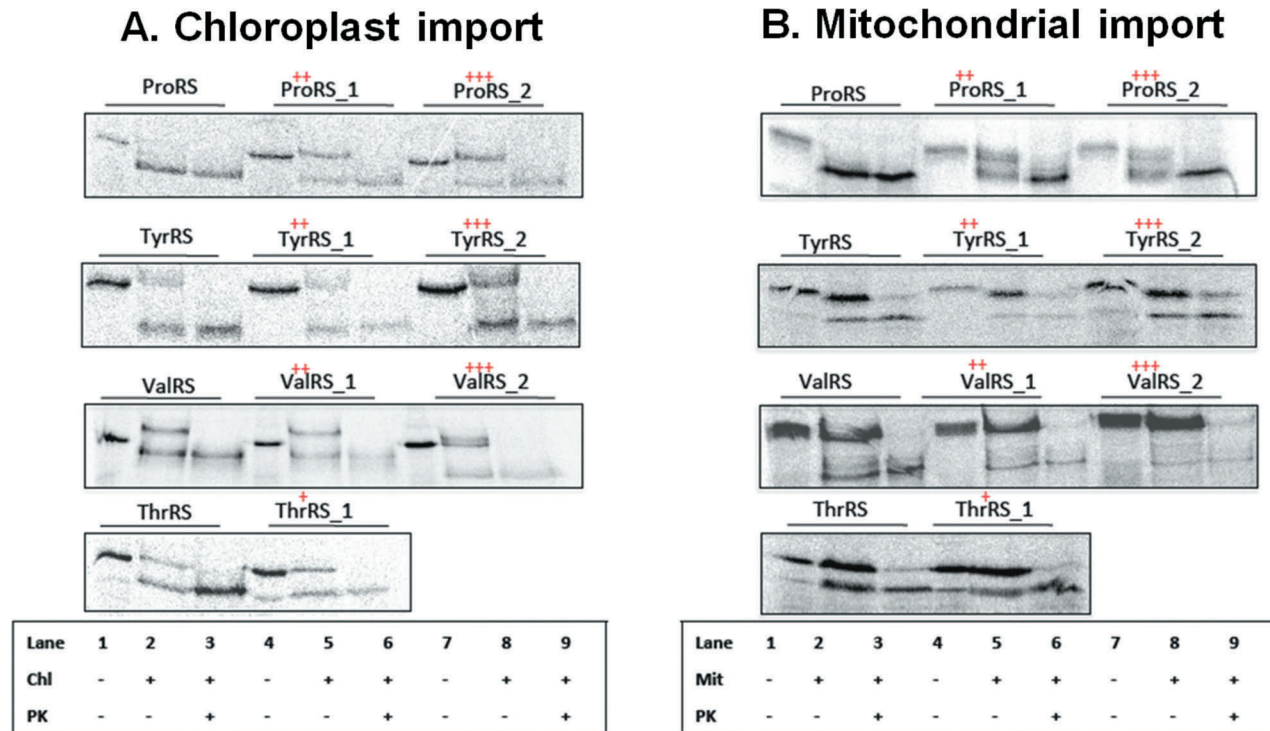 A. Chloroplast import
++ +++
ProRS ProRS_1 ProRS_2
++ +++
TyrRS TyrRS_1 TyrRS_2
++ +++
ValRS ValRS_1 ValRS_2
+
ThrRS ThrRS_1
Lane 1 2 3 4 5 6 7 8 9
Chl - + + - + + - + +
PK - - + - - + - - +
B. Mitochondrial import
++ +++
ProRS ProRS_1 ProRS_2
++ +++
TyrRS TyrRS_1 TyrRS_2
++ +++
ValRS ValRS_1 ValRS_2
+
ThrRS ThrRS_1
Lane 1 2 3 4 5 6 7 8 9
Mit - + + - + + - + +
PK - - + - - + - - +